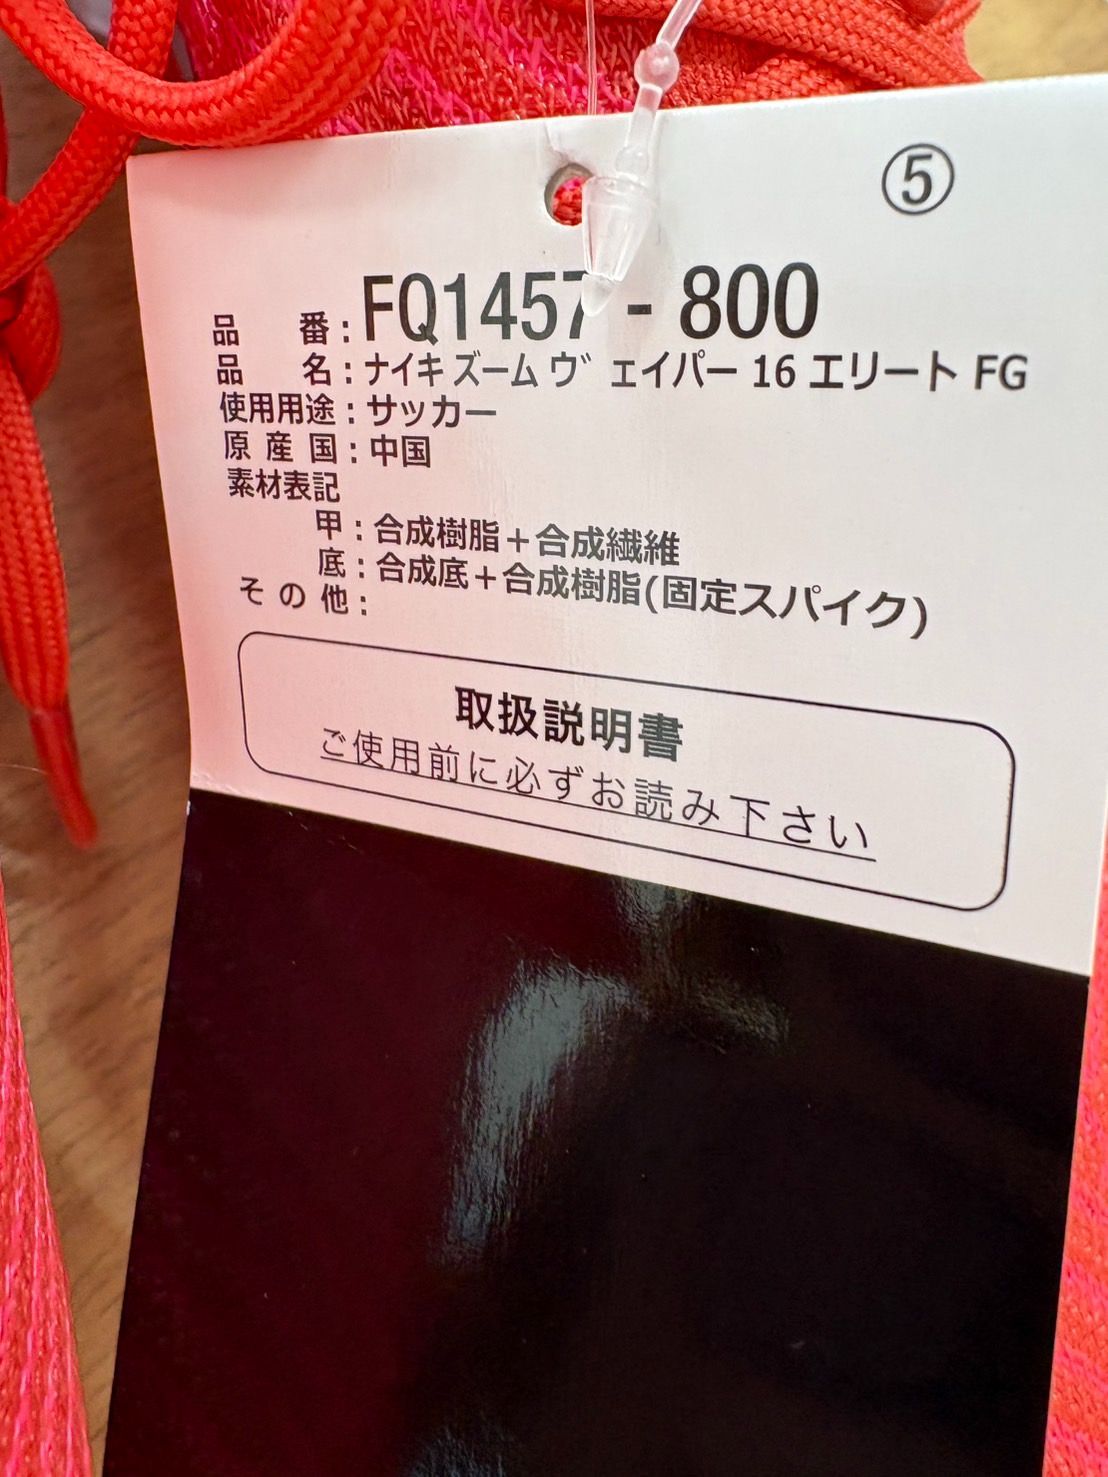 ⑤
品番:FQ1457-800
品名:ナイキ ズーム ヴェイパー 16 エリート FG
使用用途:サッカー
原産国:中国
素材表記
甲:合成樹脂+合成繊維
底:合成底+合成樹脂(固定スパイク)
その他:
取扱説明書
ご使用前に必ずお読み下さい